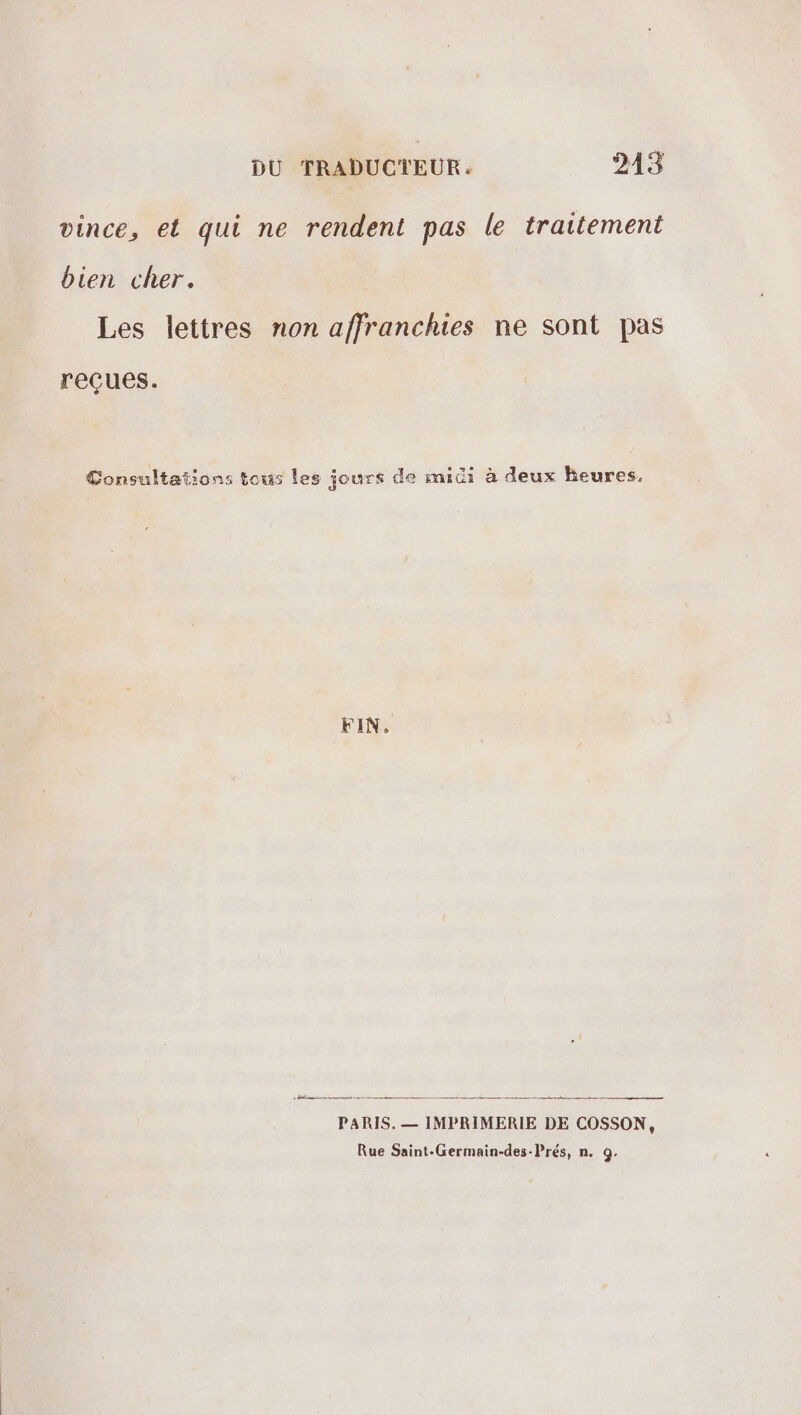 DU TRADUCTEUR. 213
vince, et qui ne rendent pas le traitement
bien cher.
Les lettres non affranchies ne sont pas
reçues.
Consultations tous les jours de midi à deux heures.
FIN.
PARIS. — IMPRIMERIE DE COSSON,
Rue Saint-Germain-des-Prés, n. 9.